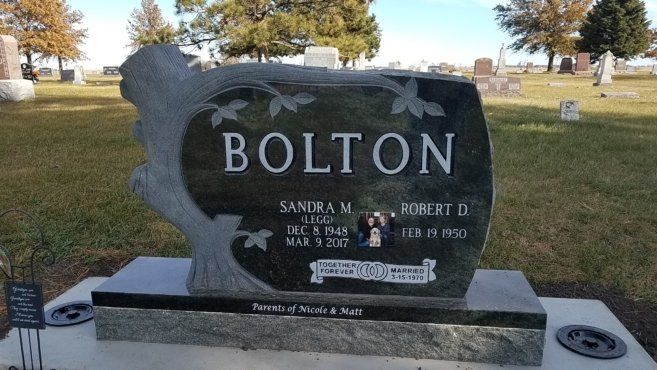 BOLTON
SANDRA M.
(LEGG)
DEC. 8, 1948
MAR. 9, 2017
ROBERT D.
FEB. 19, 1950
TOGETHER
FOREVER
MARRIED
3-15-1970
Parents of Nicole & Matt